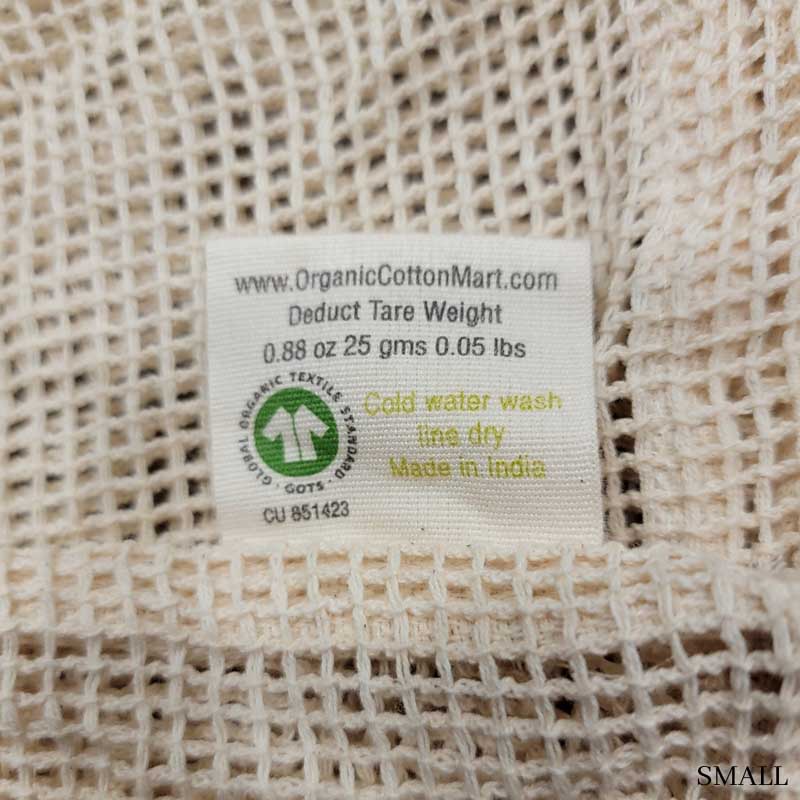 www.OrganicCottonMart.com
Deduct Tare Weight
0.88 oz 25 gms 0.05 lbs
GLOBAL ORGANIC TEXTILE STANDARD
· GOTS ·
Cold water wash
line dry
Made in India
CU 851423
SMALL